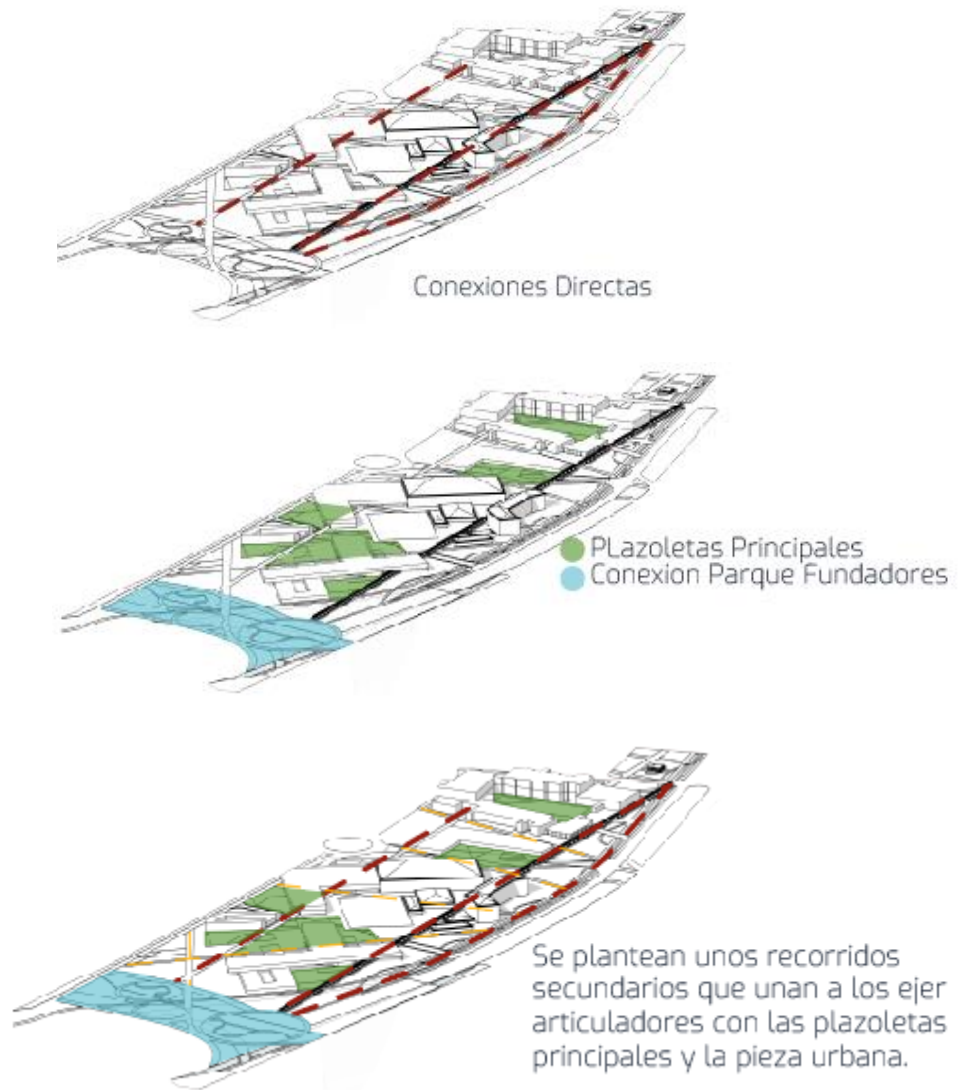 Conexiones Directas
PLazoletas Principales
Conexion Parque Fundadores
Se plantean unos recorridos
secundarios que unan a los ejer
articuladores con las plazoletas
principales y la pieza urbana.